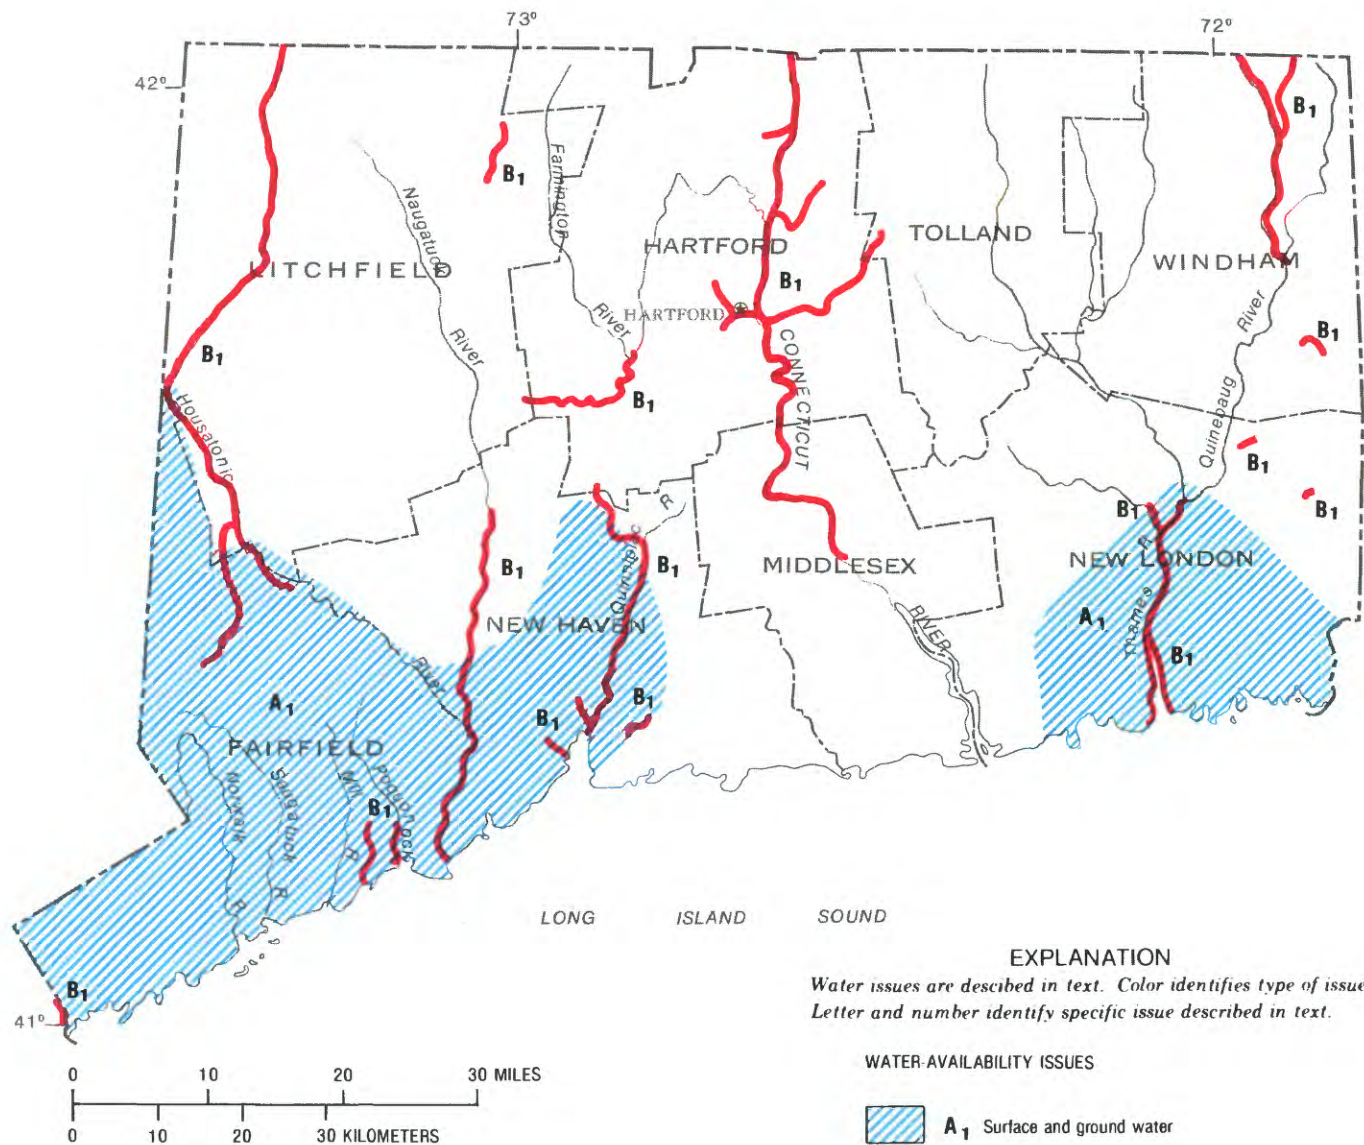 73°
72°
42°
B1
B1
Farmington
Naugatuck
HARTFORD
TOLLAND
LITCHFIELD
WINDHAM
B1
HARTFORD
River
River
River
B1
B1
CONNECTICUT
Housatonic
B1
Quinebaug
B1
R
B1
B1
B1
B1
Quinnipiac
MIDDLESEX
NEW LONDON
R
NEW HAVEN
A1
Thames
RIVER
B1
River
A1
B1
B1
FAIRFIELD
Norwalk
Saugatuck
Mill
Pequonnock
B1
R
R
R
LONG ISLAND SOUND
EXPLANATION
Water issues are descibed in text. Color identifies type of issue
Letter and number identify specific issue described in text.
B1
41°
WATER-AVAILABILITY ISSUES
0 10 20 30 MILES
0 10 20 30 KILOMETERS
A1 Surface and ground water